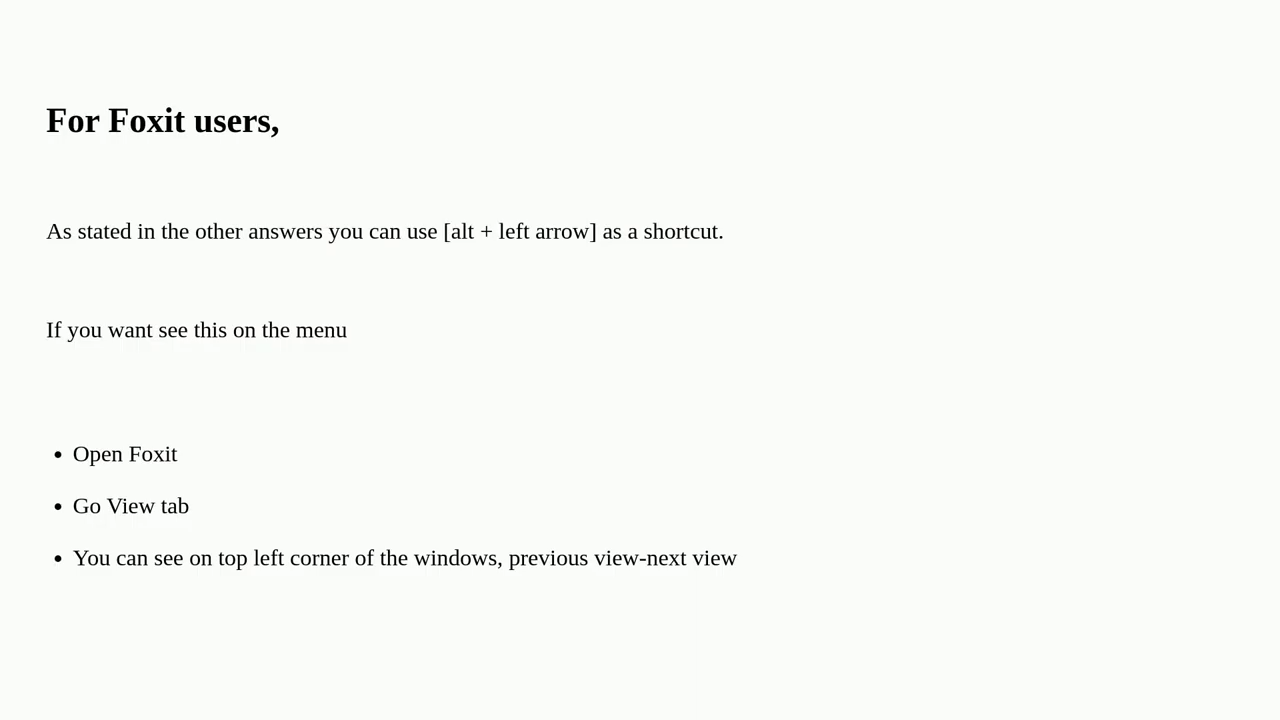 For Foxit users,
As stated in the other answers you can use [alt + left arrow] as a shortcut.
If you want see this on the menu
• Open Foxit
• Go View tab
• You can see on top left corner of the windows, previous view-next view